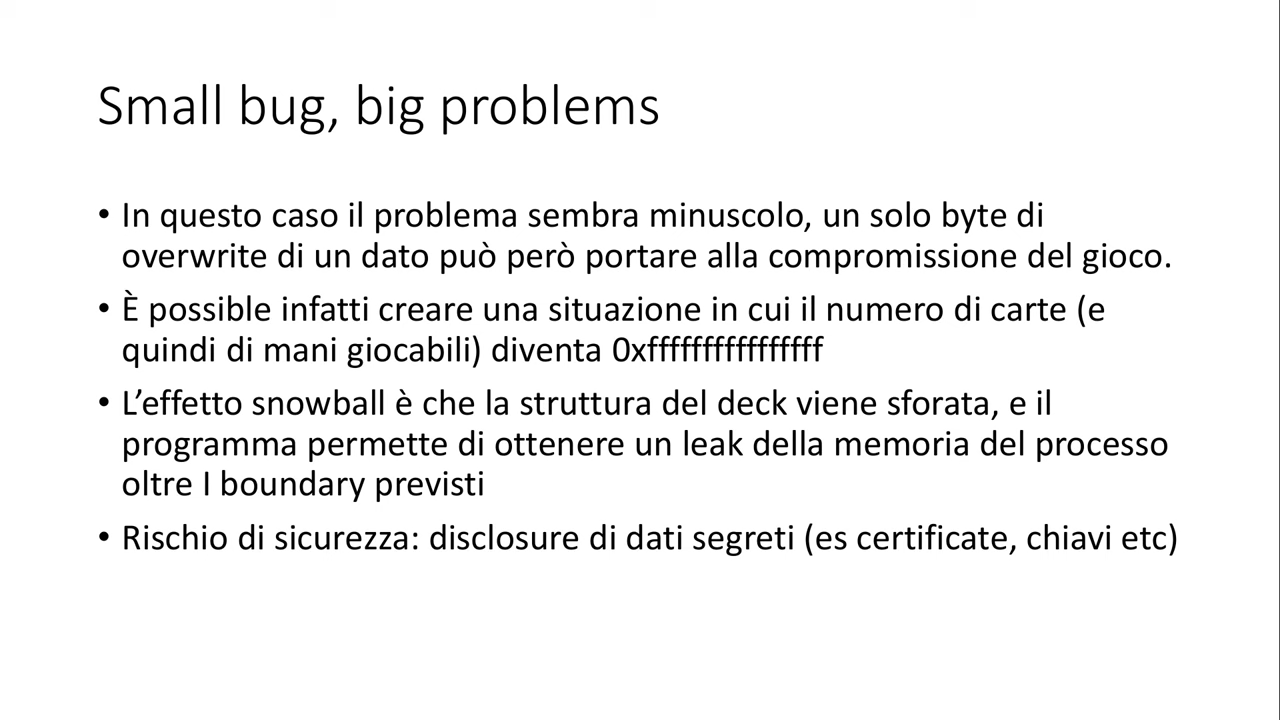 Small bug, big problems
• In questo caso il problema sembra minuscolo, un solo byte di
overwrite di un dato può però portare alla compromissione del gioco.
• È possible infatti creare una situazione in cui il numero di carte (e
quindi di mani giocabili) diventa 0xffffffffffffffff
• L’effetto snowball è che la struttura del deck viene sforata, e il
programma permette di ottenere un leak della memoria del processo
oltre I boundary previsti
• Rischio di sicurezza: disclosure di dati segreti (es certificate, chiavi etc)